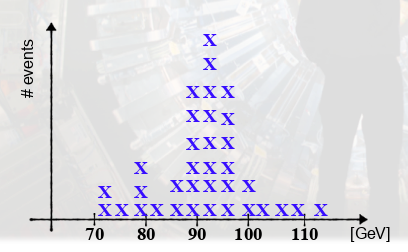 # events
X
X
X X X
X X X
X X X
X X X X
X X X X X X X
X X X X X X X X X X X X X X
70 80 90 100 110 [GeV]